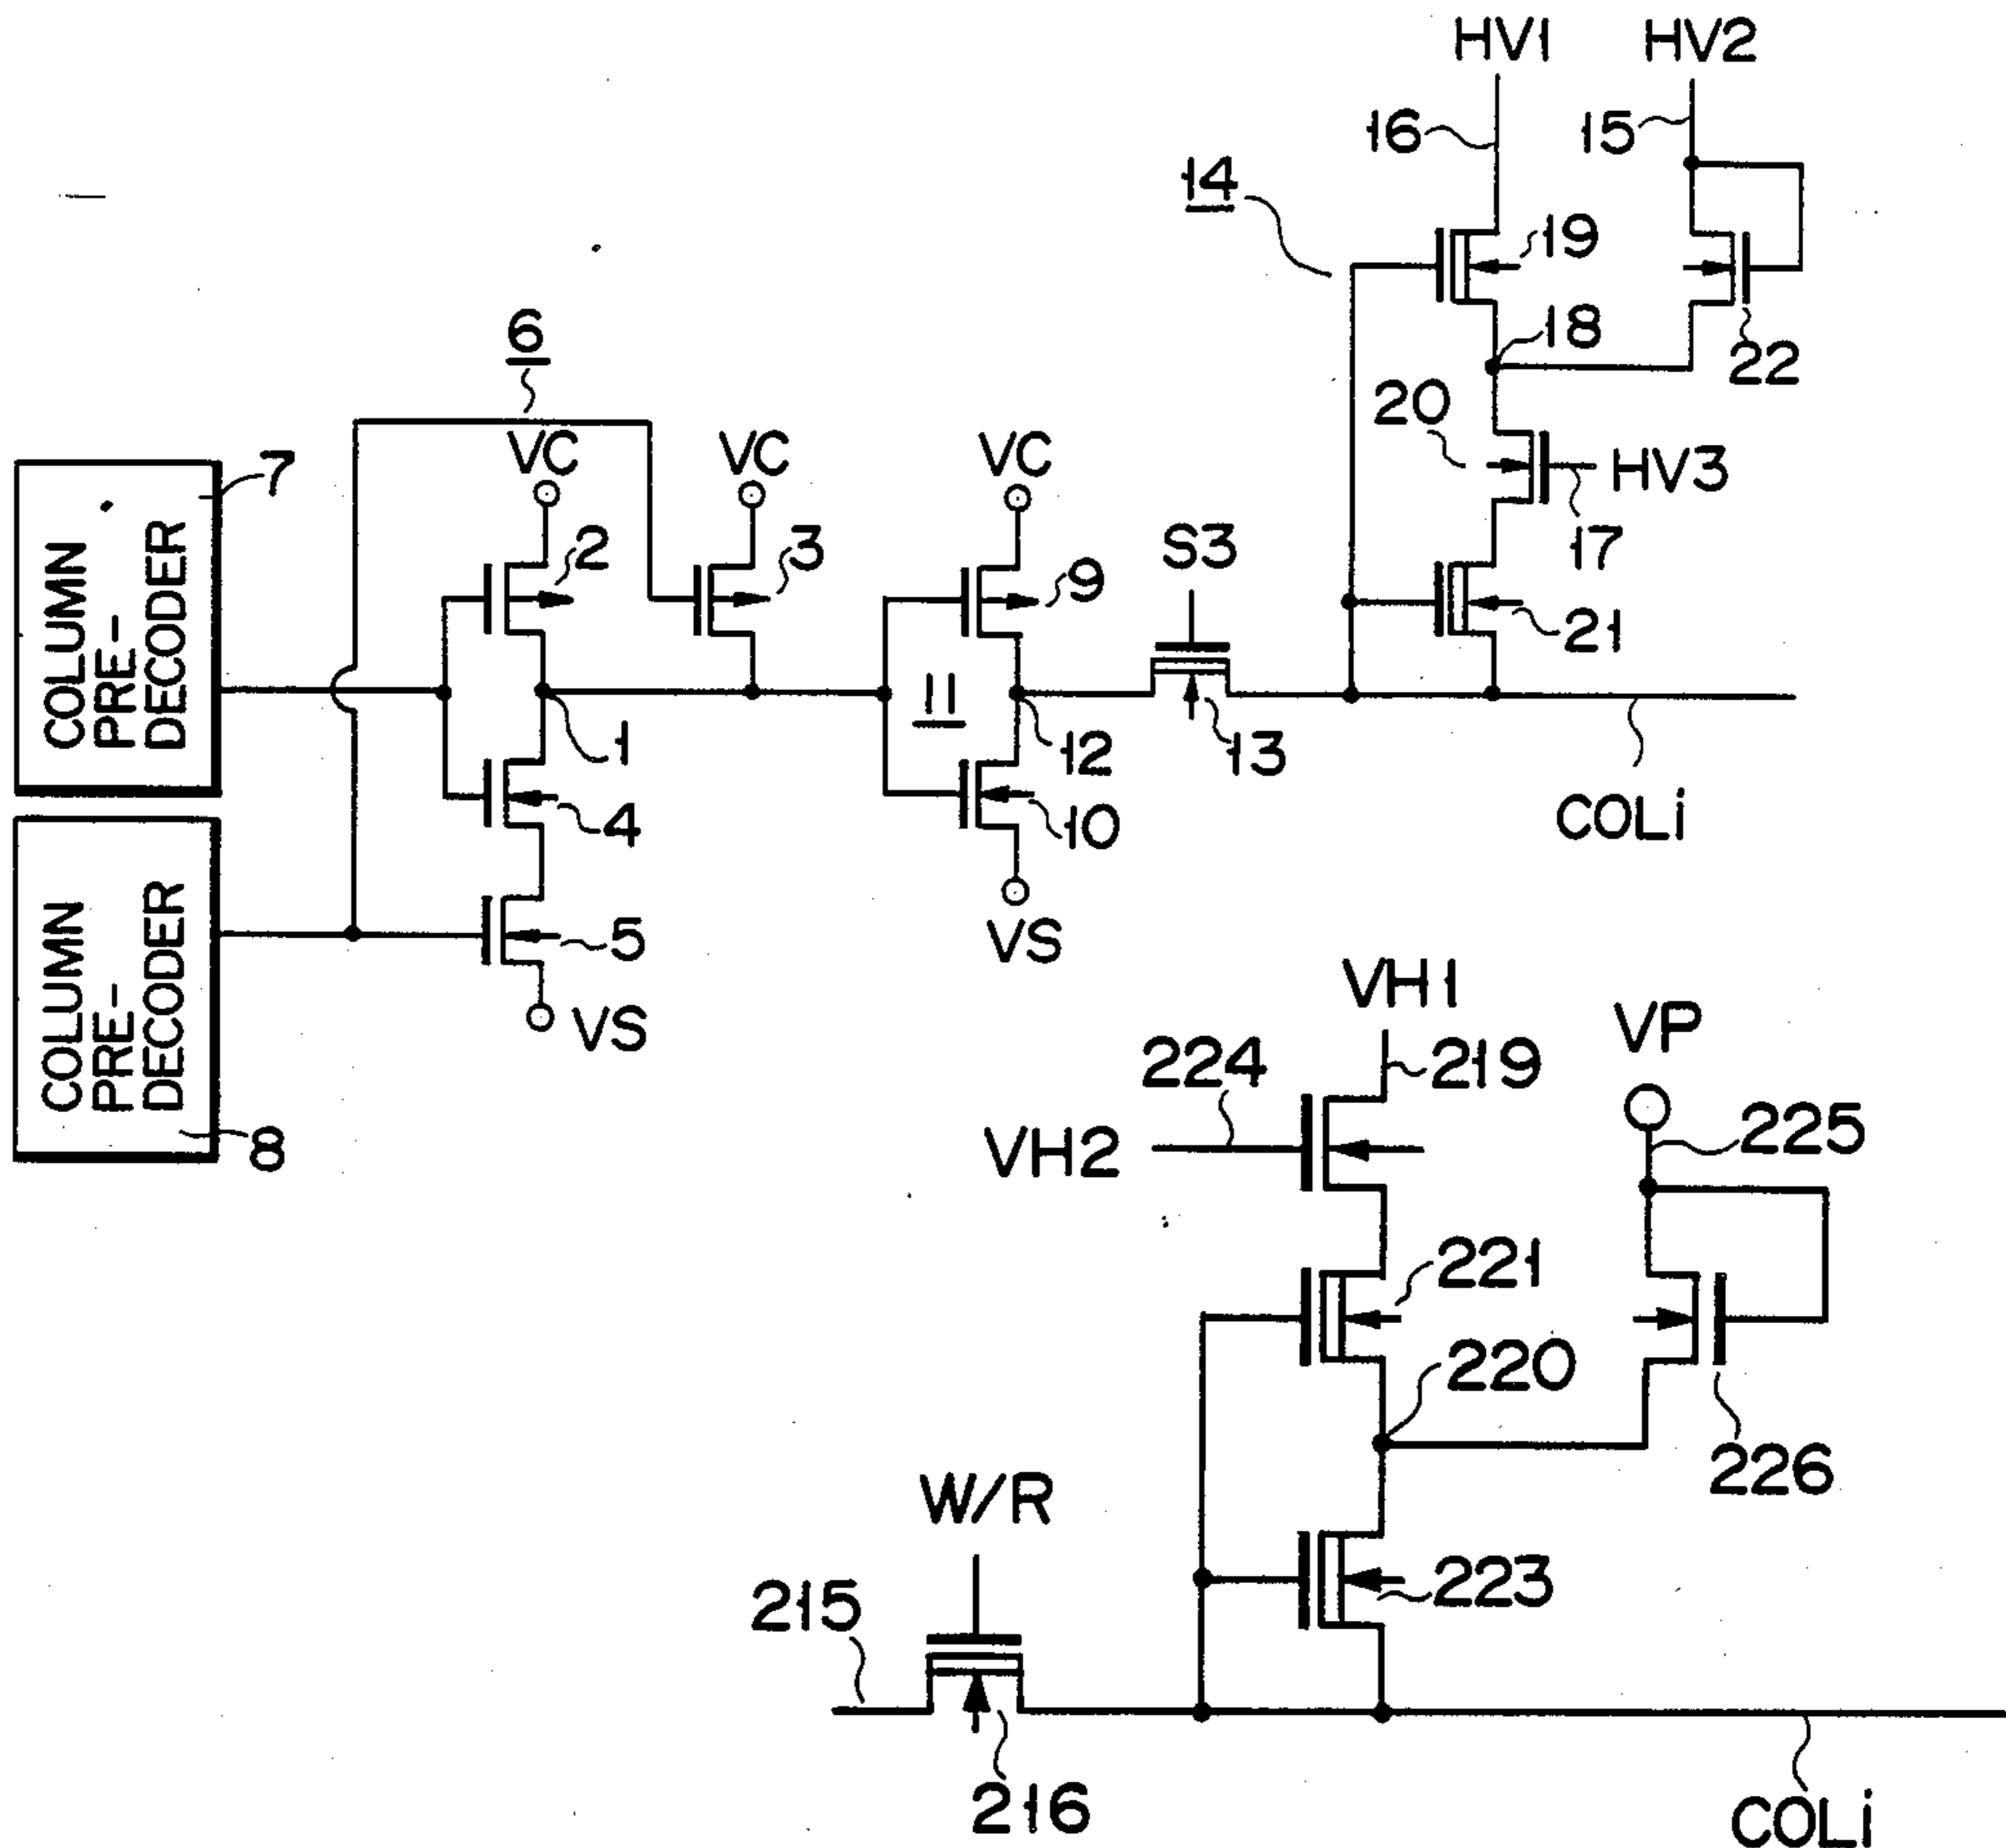 HV1 HV2
16 15
14
19
18
22
6
20
HV3
17
21
7
COLUMN
PRE-
DECODER
VC VC VC
2 3 9
S3
1
11
12
13
4
10
COLi
5
VS
VS
COLUMN
PRE-
DECODER
8
VH1
VP
224
219
225
VH2
221
220
226
W/R
215
223
216
COLi